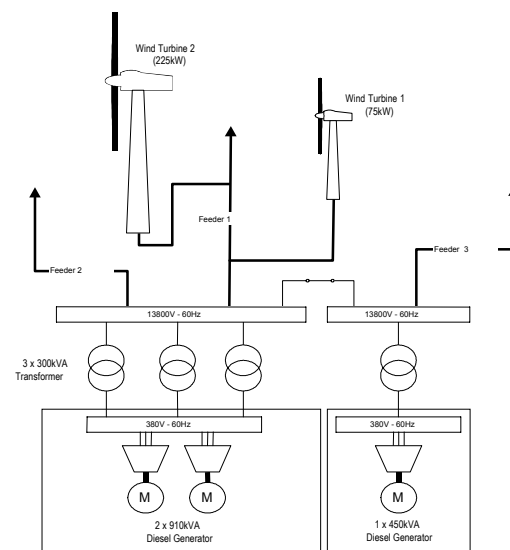 Wind Turbine 2
(225kW)
Wind Turbine 1
(75kW)
Feeder 1
Feeder 2
Feeder 3
13800V - 60Hz
13800V - 60Hz
3 x 300kVA
Transformer
380V - 60Hz
380V - 60Hz
M
M
M
2 x 910kVA
Diesel Generator
1 x 450kVA
Diesel Generator